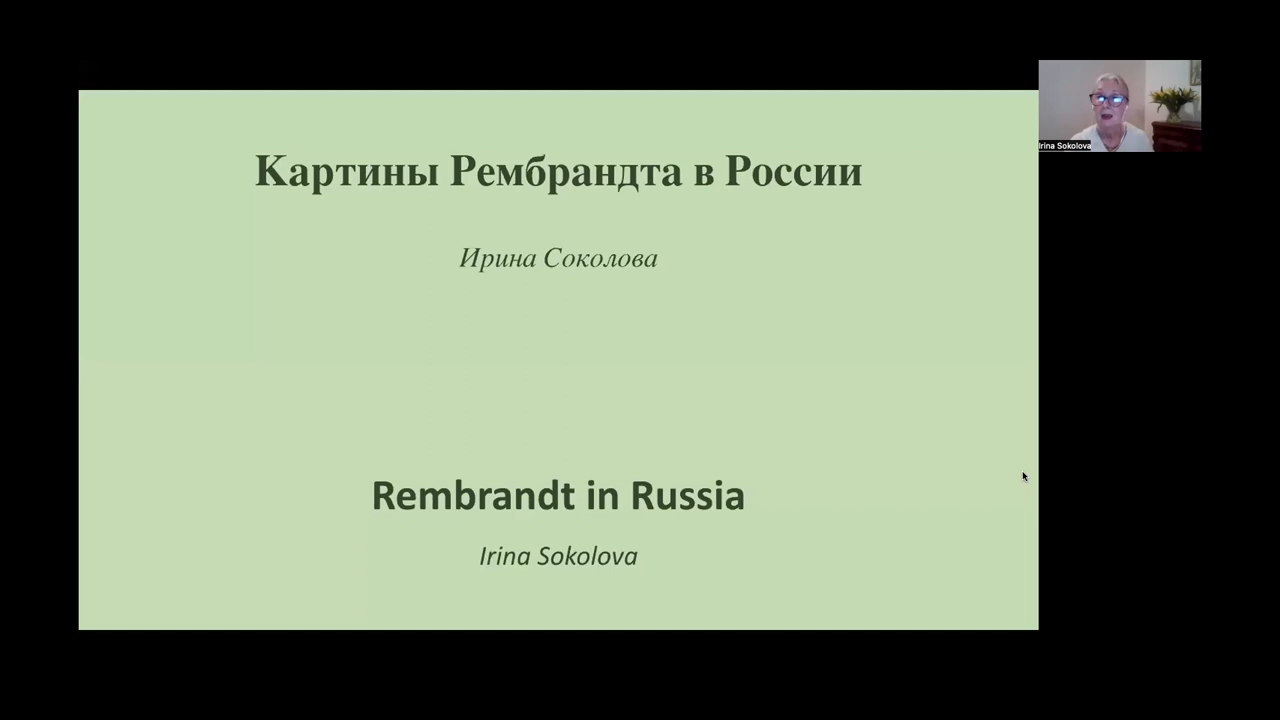 Картины Рембрандта в России
Ирина Соколова
Rembrandt in Russia
Irina Sokolova
Irina Sokolova